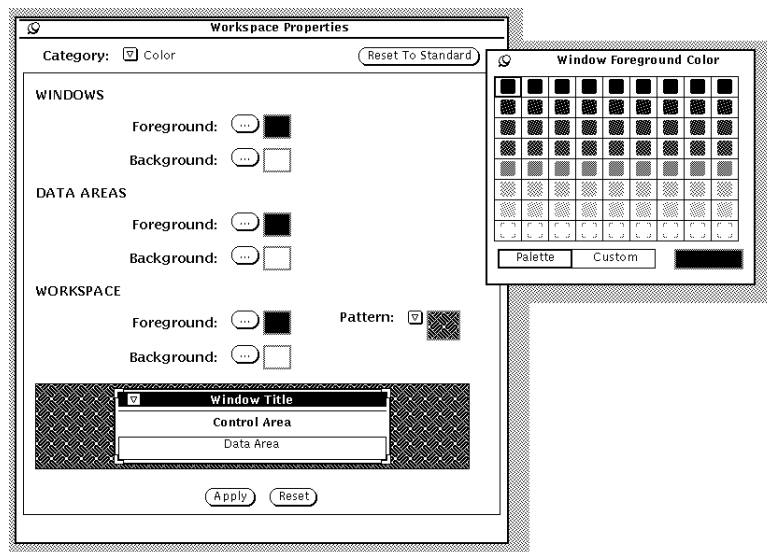 Workspace Properties
Category: Color
Reset To Standard
WINDOWS
Foreground: ...
Background: ...
DATA AREAS
Foreground: ...
Background: ...
WORKSPACE
Foreground: ...
Pattern:
Background: ...
Window Title
Control Area
Data Area
Apply Reset
Window Foreground Color
Palette Custom